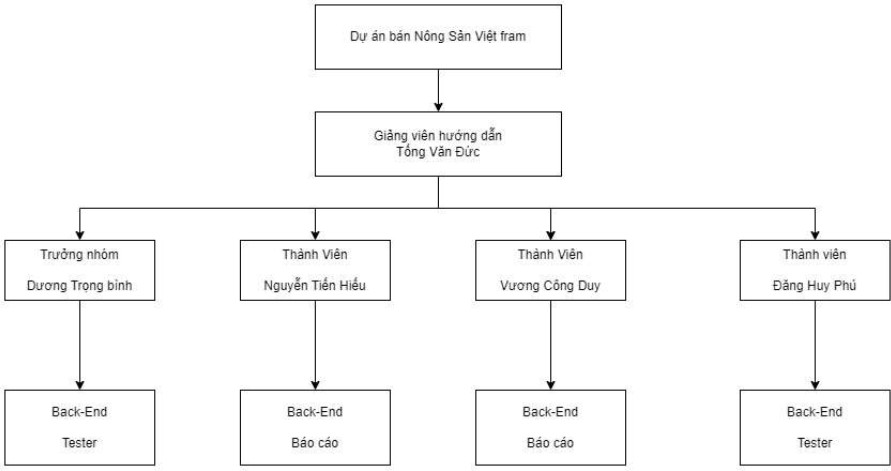 Dự án bán Nông Sản Việt fram
Giảng viên hướng dẫn
Tống Văn Đức
Trưởng nhóm
Dương Trọng bình
Thành Viên
Nguyễn Tiến Hiếu
Thành Viên
Vương Công Duy
Thành viên
Đăng Huy Phú
Back-End
Tester
Back-End
Báo cáo
Back-End
Báo cáo
Back-End
Tester